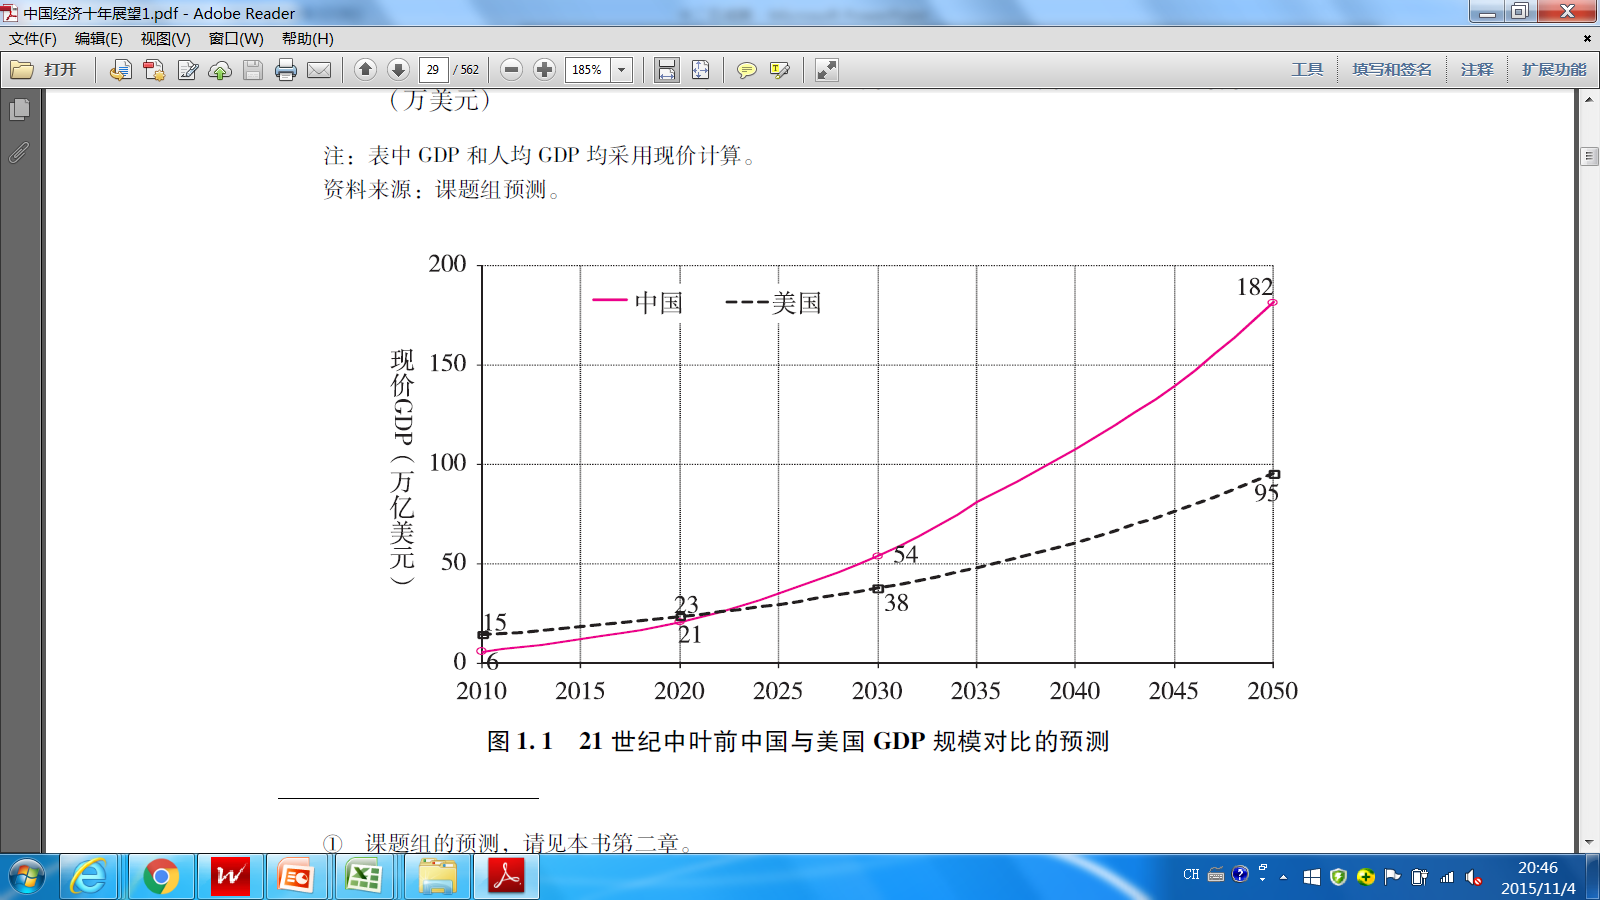 中国经济十年展望1.pdf - Adobe Reader
文件(F) 编辑(E) 视图(V) 窗口(W) 帮助(H)
打开 29 / 562 185% 工具 填写和签名 注释 扩展功能
（万美元）
注：表中 GDP 和人均 GDP 均采用现价计算。
资料来源：课题组预测。
现价GDP（万亿美元）
200
150
100
50
0
中国 美国
182
95
54
38
23
21
15
6
2010 2015 2020 2025 2030 2035 2040 2045 2050
图 1. 1 21 世纪中叶前中国与美国 GDP 规模对比的预测
① 课题组的预测，请见本书第二章。
CH
20:46
2015/11/4